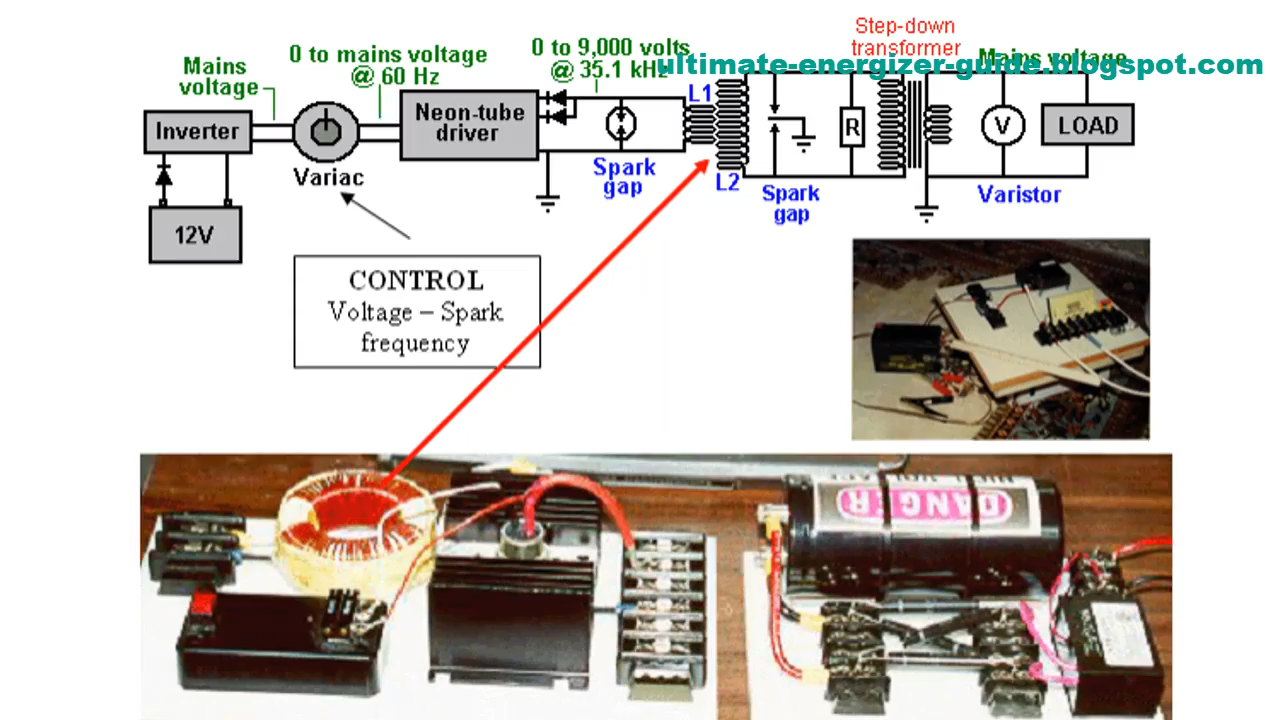 Step-down
transformer
0 to mains voltage
@ 60 Hz
0 to 9,000 volts
@ 35.1 kHz
Mains voltage
ultimate-energizer-guide.blogspot.com
Mains
voltage
L1
Neon-tube
driver
Inverter
R
V
LOAD
Variac
Spark
gap
L2
Spark
gap
Varistor
12V
CONTROL
Voltage – Spark
frequency
DANGER